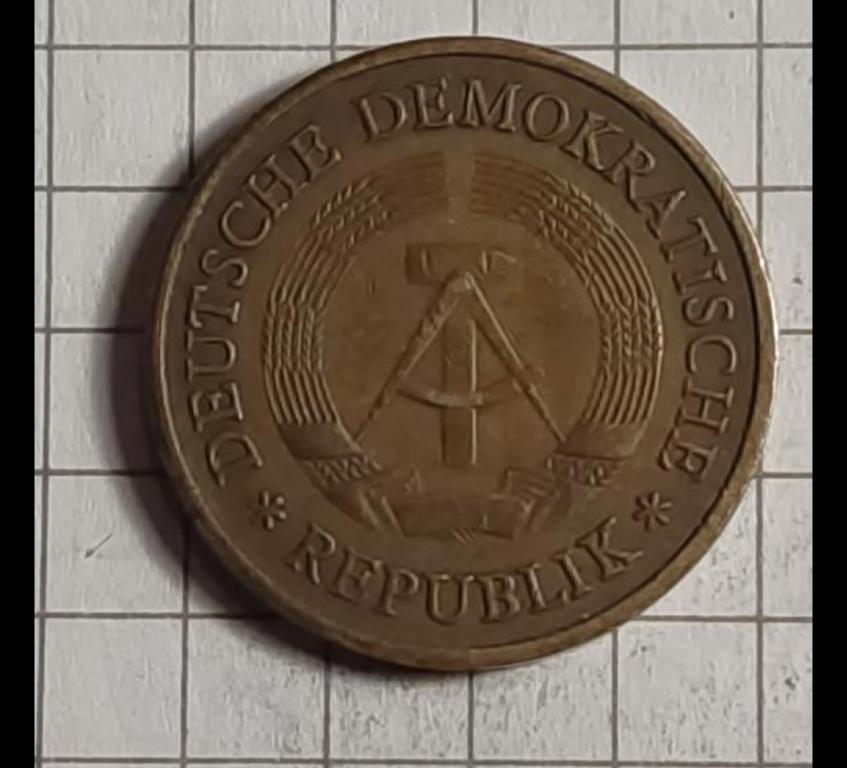 DEUTSCHE DEMOKRATISCHE
* REPUBLIK *